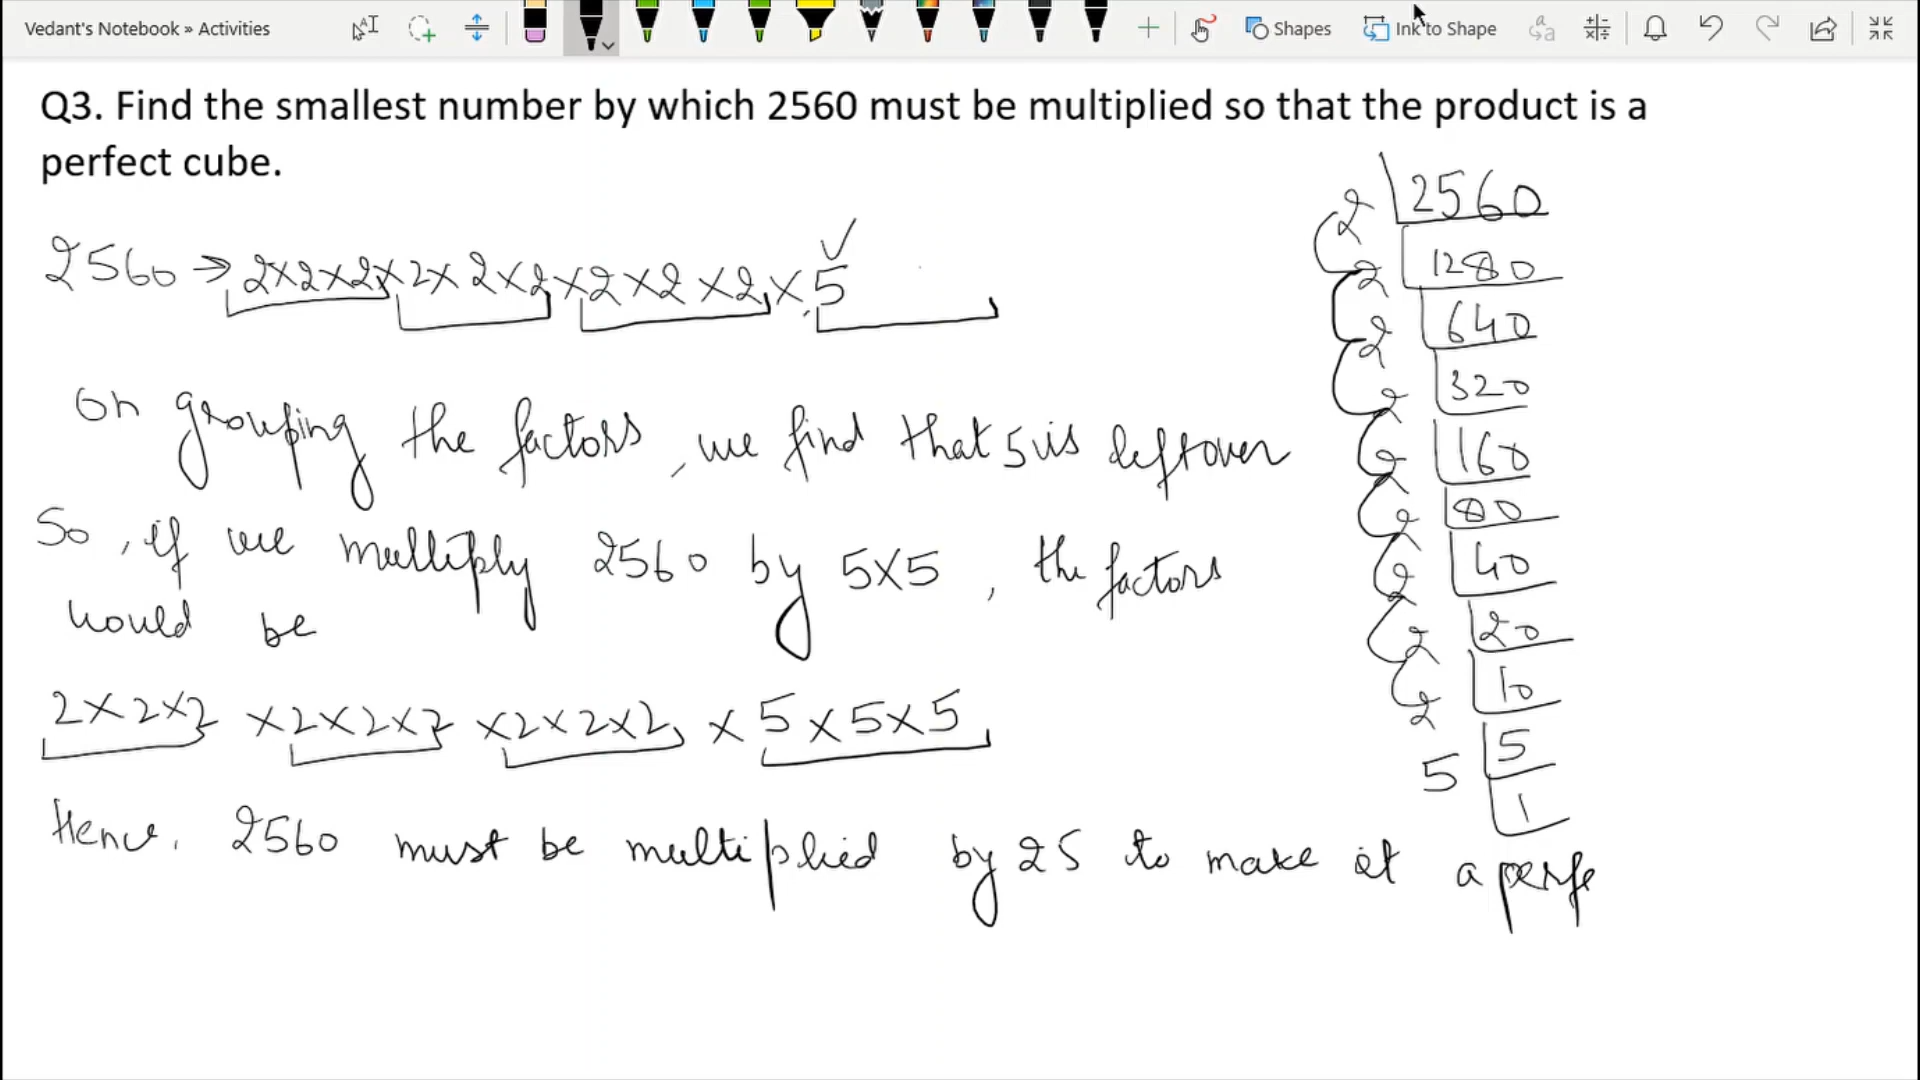 Vedant's Notebook » Activities
Shapes
Ink to Shape
Q3. Find the smallest number by which 2560 must be multiplied so that the product is a
perfect cube.
2560 → 2×2×2×2×2×2×2×2×2×5
On grouping the factors, we find that 5 is leftover
So, if we multiply 2560 by 5×5, the factors
would be
2×2×2 ×2×2×2 ×2×2×2 × 5×5×5
Hence. 2560 must be multiplied by 25 to make it a perfe
2 2560
2 1280
2 640
2 320
2 160
2 80
2 40
2 20
2 10
5 5
1